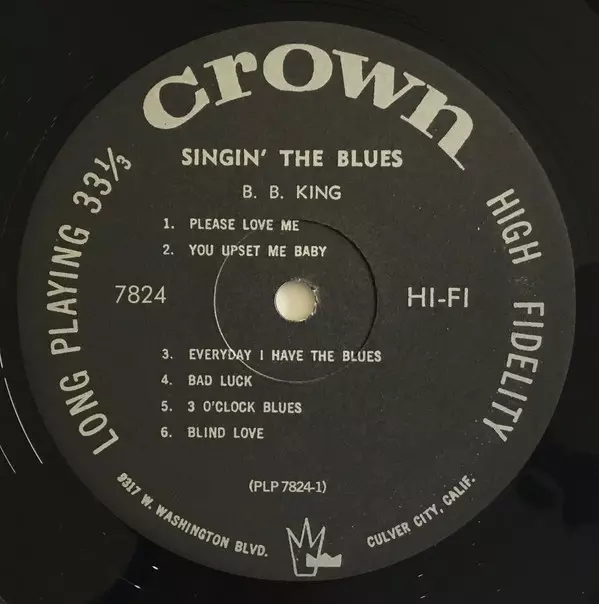 Crown
SINGIN' THE BLUES
B. B. KING
1. PLEASE LOVE ME
2. YOU UPSET ME BABY
LONG PLAYING 33⅓
7824
HI-FI
HIGH FIDELITY
3. EVERYDAY I HAVE THE BLUES
4. BAD LUCK
5. 3 O'CLOCK BLUES
6. BLIND LOVE
(PLP 7824-1)
9317 W. WASHINGTON BLVD.
CULVER CITY, CALIF.